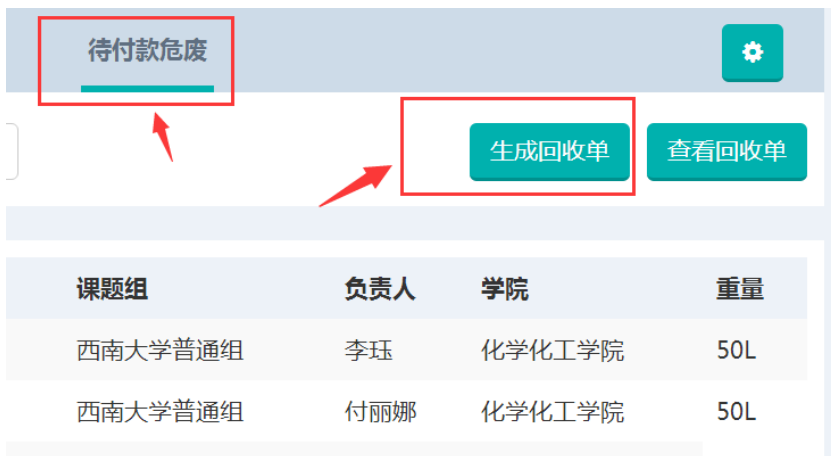 待付款危废
生成回收单 查看回收单
课题组 负责人 学院 重量
西南大学普通组 李珏 化学化工学院 50L
西南大学普通组 付丽娜 化学化工学院 50L